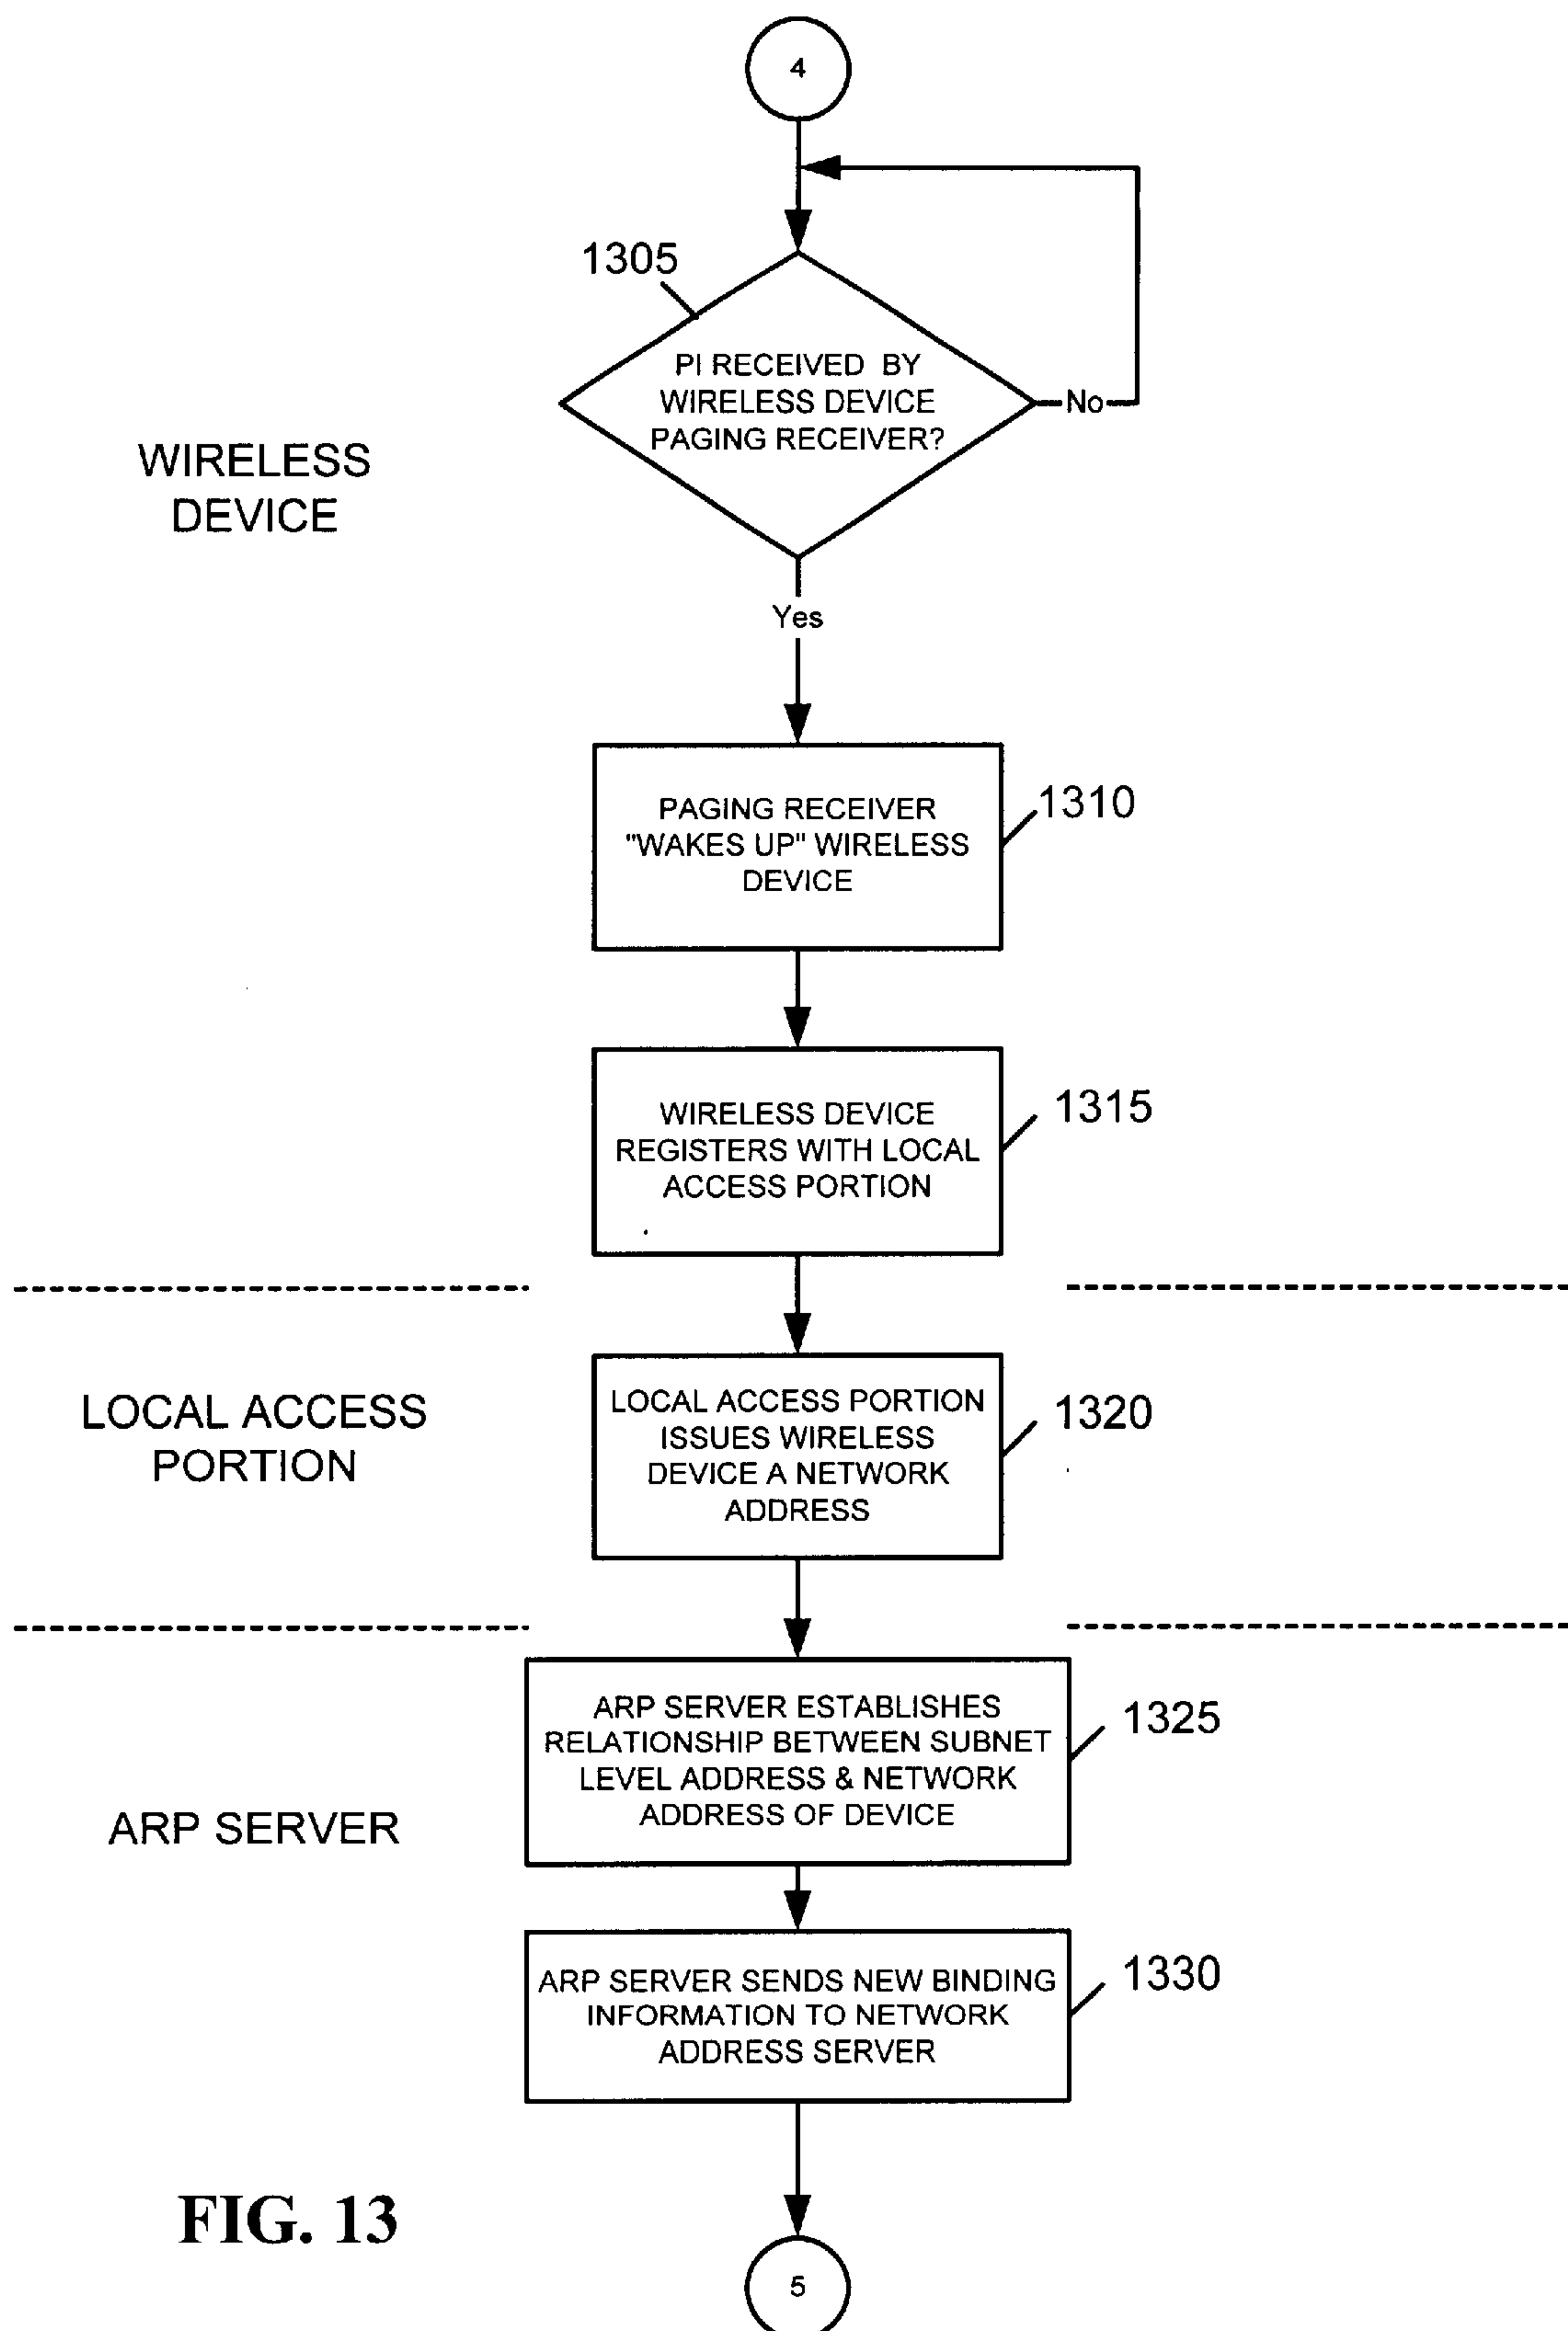 4
1305
PI RECEIVED BY
WIRELESS DEVICE
PAGING RECEIVER?
No
WIRELESS
DEVICE
Yes
PAGING RECEIVER
"WAKES UP" WIRELESS
DEVICE
1310
WIRELESS DEVICE
REGISTERS WITH LOCAL
ACCESS PORTION
1315
LOCAL ACCESS
PORTION
LOCAL ACCESS PORTION
ISSUES WIRELESS
DEVICE A NETWORK
ADDRESS
1320
ARP SERVER
ARP SERVER ESTABLISHES
RELATIONSHIP BETWEEN SUBNET
LEVEL ADDRESS & NETWORK
ADDRESS OF DEVICE
1325
ARP SERVER SENDS NEW BINDING
INFORMATION TO NETWORK
ADDRESS SERVER
1330
FIG. 13
5